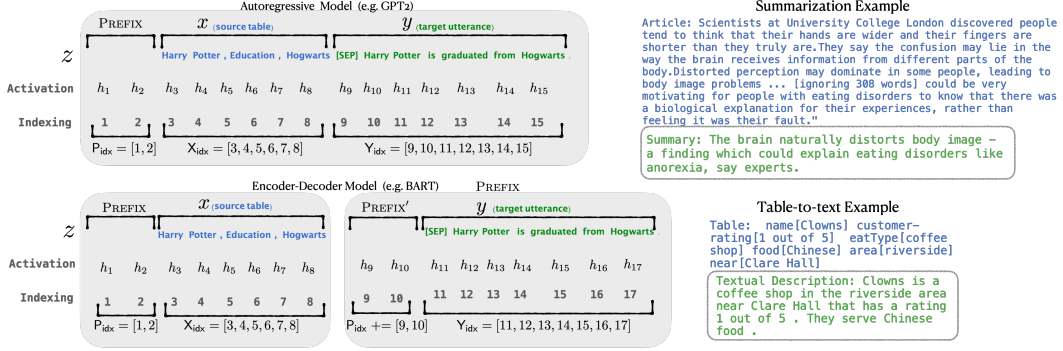 Autoregressive Model (e.g. GPT2)
PREFIX x (source table) y (target utterance)
z Harry Potter , Education , Hogwarts [SEP] Harry Potter is graduated from Hogwarts .
Activation h1 h2 h3 h4 h5 h6 h7 h8 h9 h10 h11 h12 h13 h14 h15
Indexing 1 2 3 4 5 6 7 8 9 10 11 12 13 14 15
Pidx = [1, 2] Xidx = [3, 4, 5, 6, 7, 8] Yidx = [9, 10, 11, 12, 13, 14, 15]
Encoder-Decoder Model (e.g. BART) PREFIX
PREFIX x (source table) PREFIX′ y (target utterance)
z Harry Potter , Education , Hogwarts [SEP] Harry Potter is graduated from Hogwarts .
Activation h1 h2 h3 h4 h5 h6 h7 h8 h9 h10 h11 h12 h13 h14 h15 h16 h17
Indexing 1 2 3 4 5 6 7 8 9 10 11 12 13 14 15 16 17
Pidx = [1, 2] Xidx = [3, 4, 5, 6, 7, 8] Pidx += [9, 10] Yidx = [11, 12, 13, 14, 15, 16, 17]
Summarization Example
Article: Scientists at University College London discovered people
tend to think that their hands are wider and their fingers are
shorter than they truly are.They say the confusion may lie in the
way the brain receives information from different parts of the
body.Distorted perception may dominate in some people, leading to
body image problems ... [ignoring 308 words] could be very
motivating for people with eating disorders to know that there was
a biological explanation for their experiences, rather than
feeling it was their fault."
Summary: The brain naturally distorts body image –
a finding which could explain eating disorders like
anorexia, say experts.
Table-to-text Example
Table: name[Clowns] customer-
rating[1 out of 5] eatType[coffee
shop] food[Chinese] area[riverside]
near[Clare Hall]
Textual Description: Clowns is a
coffee shop in the riverside area
near Clare Hall that has a rating
1 out of 5 . They serve Chinese
food .